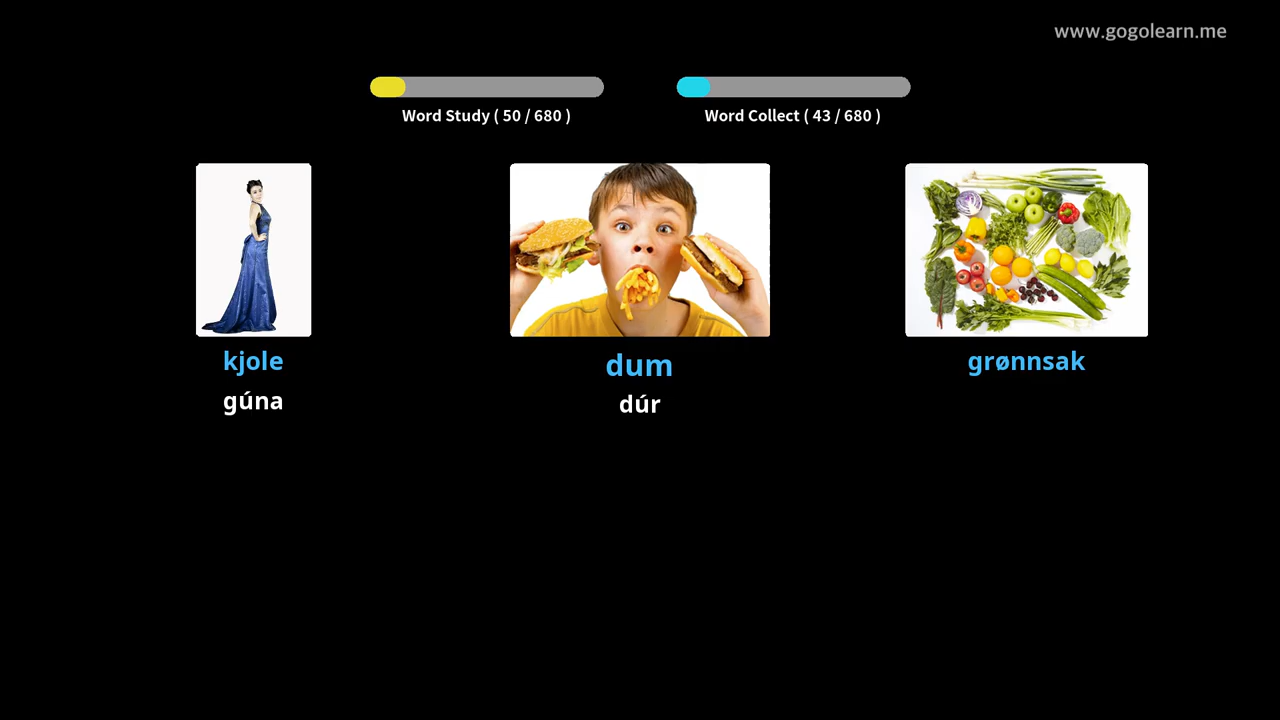 www.gogolearn.me
Word Study ( 50 / 680 )
Word Collect ( 43 / 680 )
kjole
gúna
dum
dúr
grønnsak